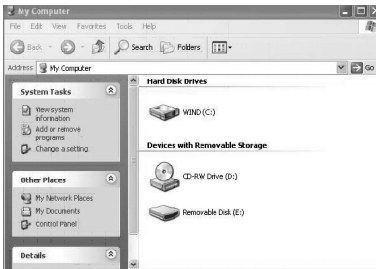 My Computer
File Edit View Favorites Tools Help
Back Search Folders
Address My Computer Go
System Tasks
View system
information
Add or remove
programs
Change a setting
Other Places
My Network Places
My Documents
Control Panel
Details
Hard Disk Drives
WIND (C:)
Devices with Removable Storage
CD-RW Drive (D:)
Removable Disk (E:)